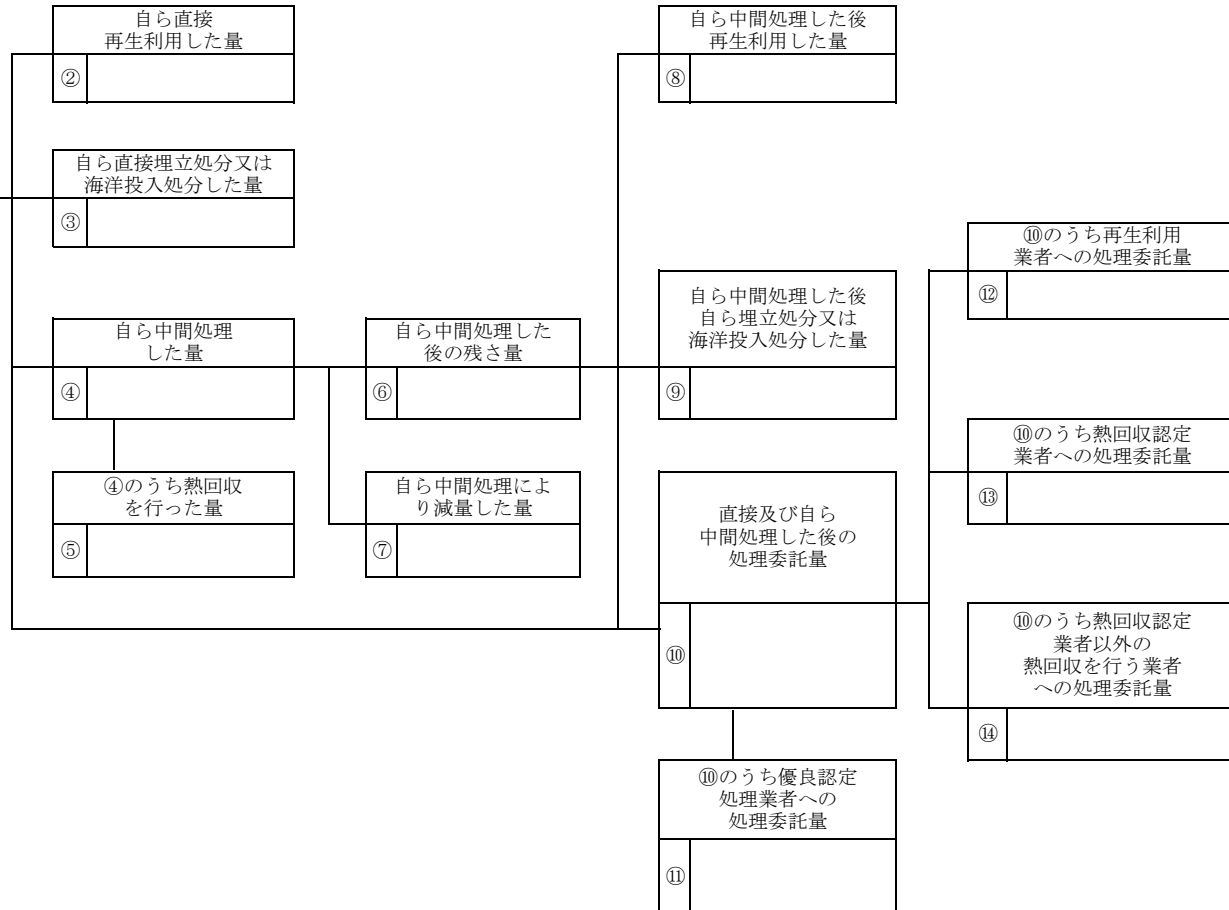 自ら直接
再生利用した量
②
自ら直接埋立処分又は
海洋投入処分した量
③
自ら中間処理
した量
④
④のうち熱回収
を行った量
⑤
自ら中間処理した
後の残さ量
⑥
自ら中間処理によ
り減量した量
⑦
自ら中間処理した後
再生利用した量
⑧
自ら中間処理した後
自ら埋立処分又は
海洋投入処分した量
⑨
直接及び自ら
中間処理した後の
処理委託量
⑩
⑩のうち優良認定
処理業者への
処理委託量
⑪
⑩のうち再生利用
業者への処理委託量
⑫
⑩のうち熱回収認定
業者への処理委託量
⑬
⑩のうち熱回収認定
業者以外の
熱回収を行う業者
への処理委託量
⑭